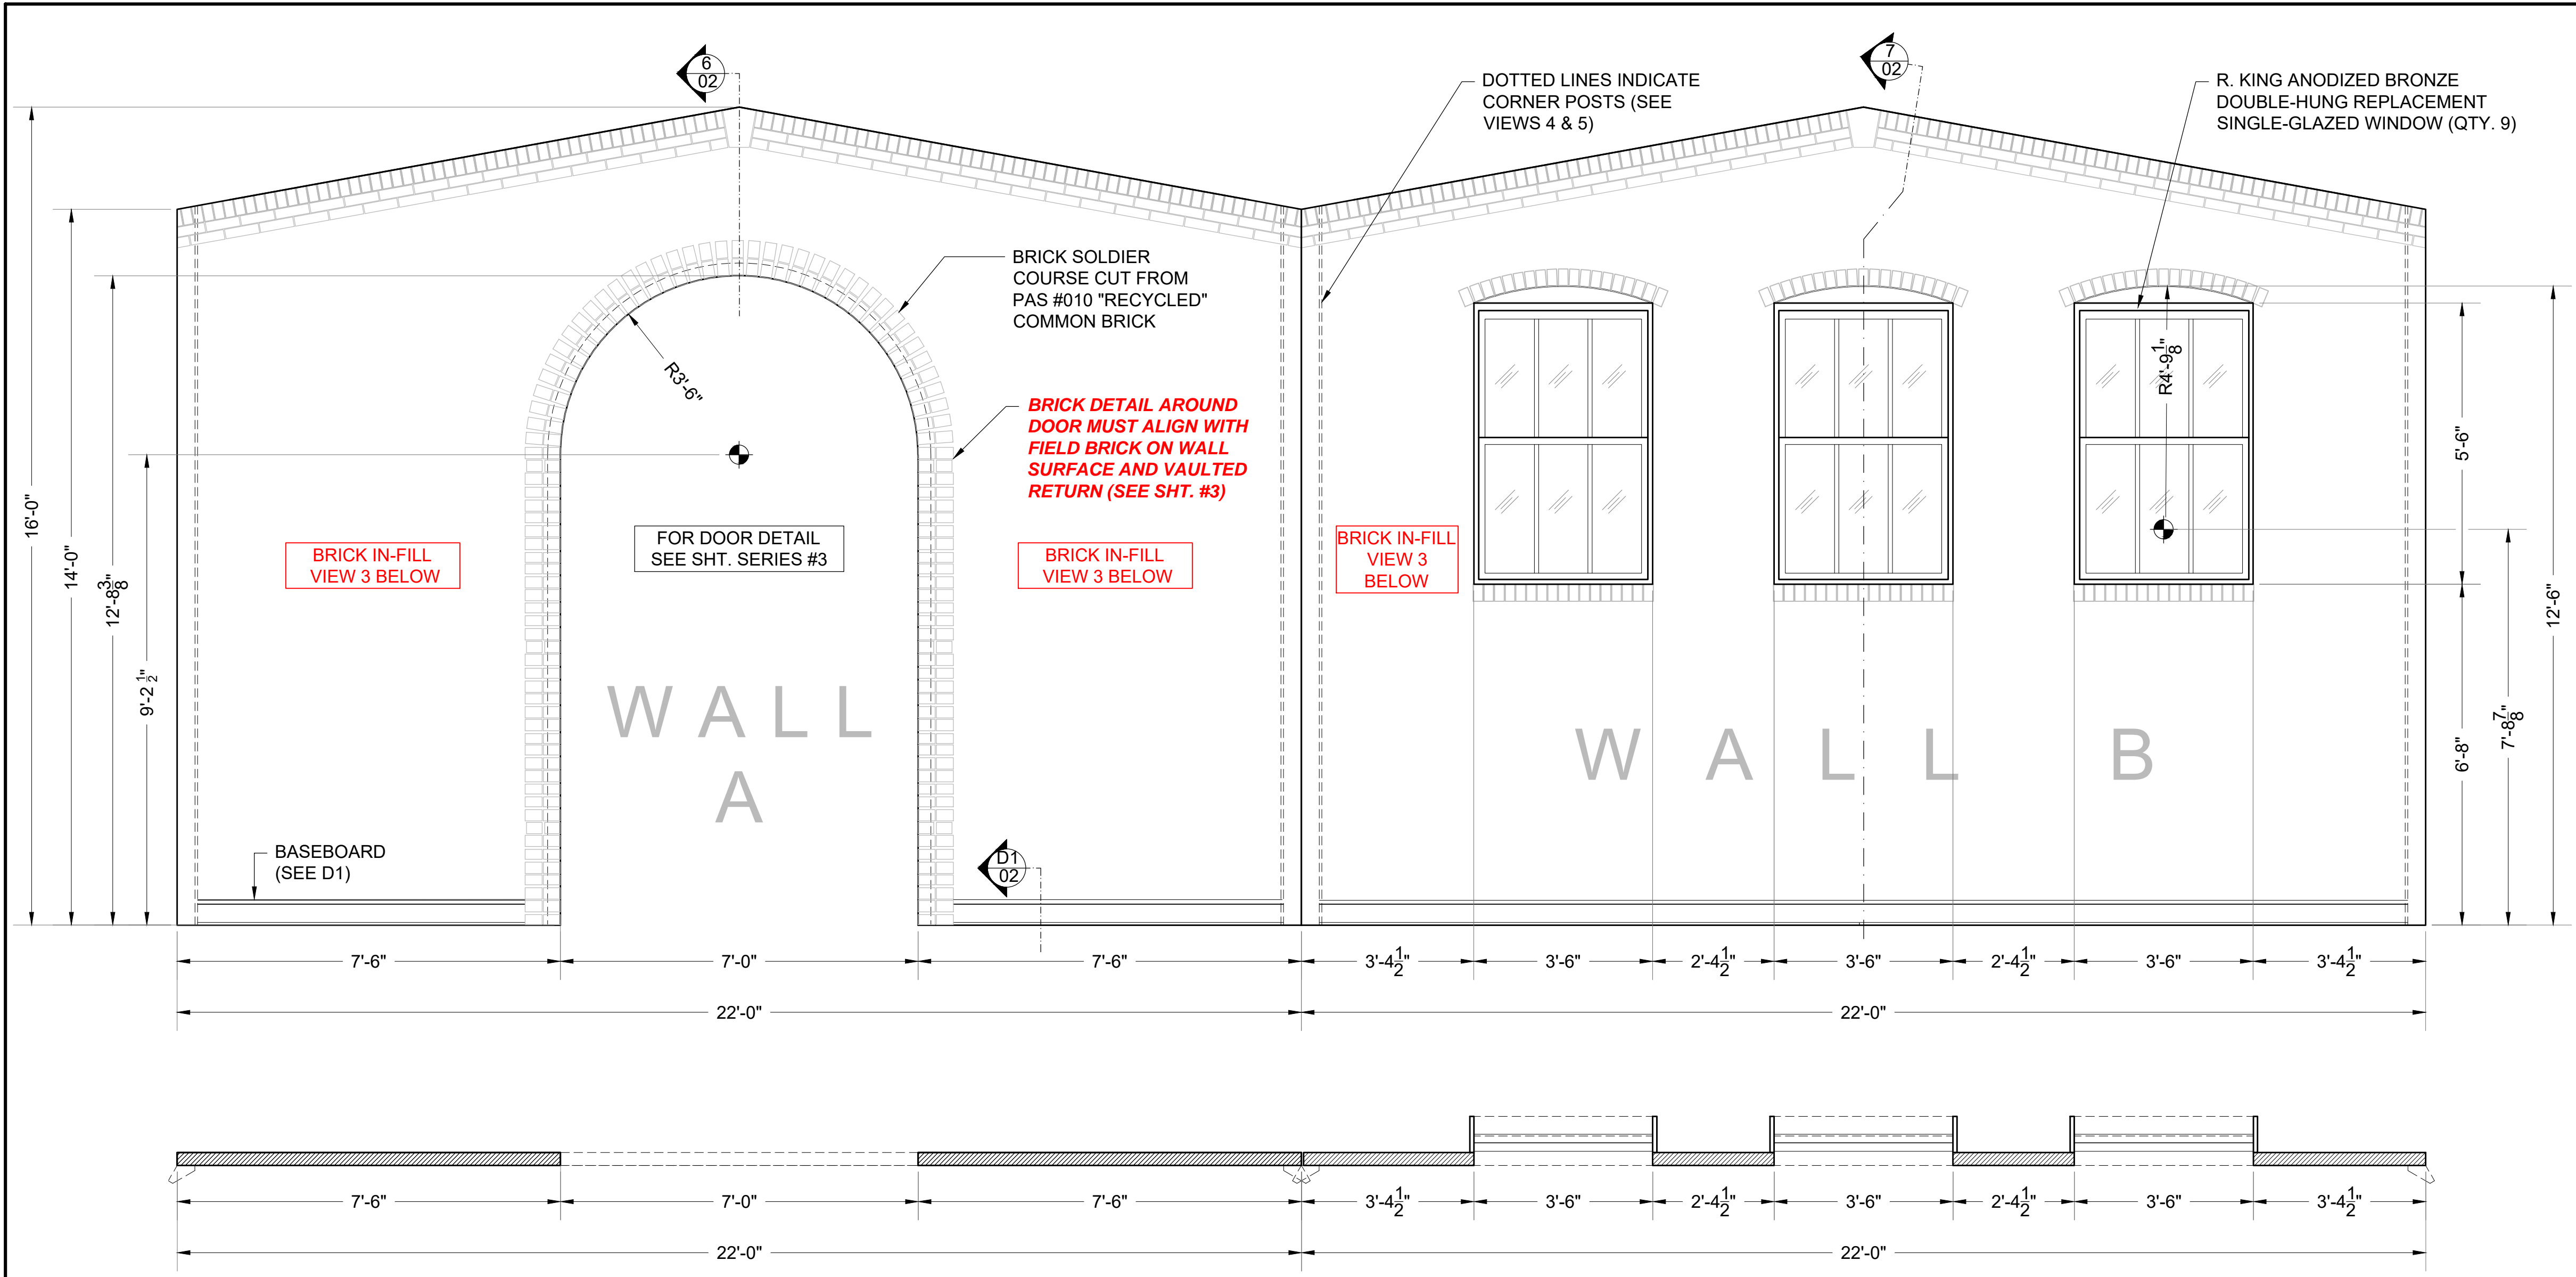 6
02
7
02
DOTTED LINES INDICATE
CORNER POSTS (SEE
VIEWS 4 & 5)
R. KING ANODIZED BRONZE
DOUBLE-HUNG REPLACEMENT
SINGLE-GLAZED WINDOW (QTY. 9)
BRICK SOLDIER
COURSE CUT FROM
PAS #010 "RECYCLED"
COMMON BRICK
R3'-6"
BRICK DETAIL AROUND
DOOR MUST ALIGN WITH
FIELD BRICK ON WALL
SURFACE AND VAULTED
RETURN (SEE SHT. #3)
R4'-9 1/8"
16'-0"
14'-0"
12'-8 3/8"
9'-2 1/2"
BRICK IN-FILL
VIEW 3 BELOW
FOR DOOR DETAIL
SEE SHT. SERIES #3
BRICK IN-FILL
VIEW 3 BELOW
BRICK IN-FILL
VIEW 3
BELOW
5'-6"
12'-6"
7'-8 7/8"
6'-8"
WALL
A
WALL B
BASEBOARD
(SEE D1)
D1
02
7'-6" 7'-0" 7'-6" 3'-4 1/2" 3'-6" 2'-4 1/2" 3'-6" 2'-4 1/2" 3'-6" 3'-4 1/2"
22'-0" 22'-0"
7'-6" 7'-0" 7'-6" 3'-4 1/2" 3'-6" 2'-4 1/2" 3'-6" 2'-4 1/2" 3'-6" 3'-4 1/2"
22'-0" 22'-0"